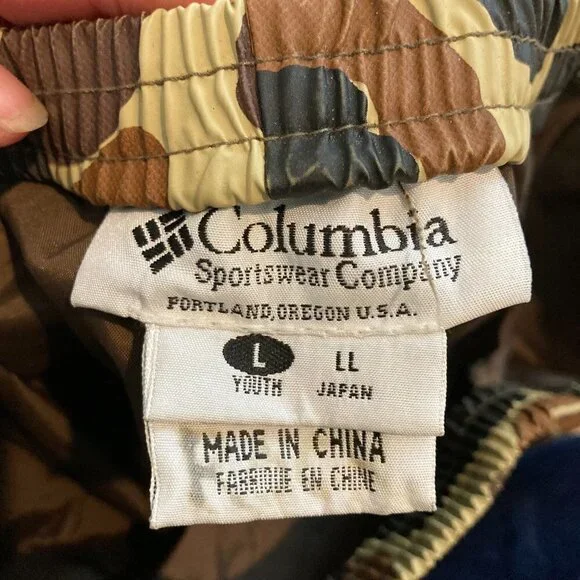 Columbia
Sportswear Company
PORTLAND, OREGON U.S.A.
L LL
YOUTH JAPAN
MADE IN CHINA
FABRIQUE EN CHINE